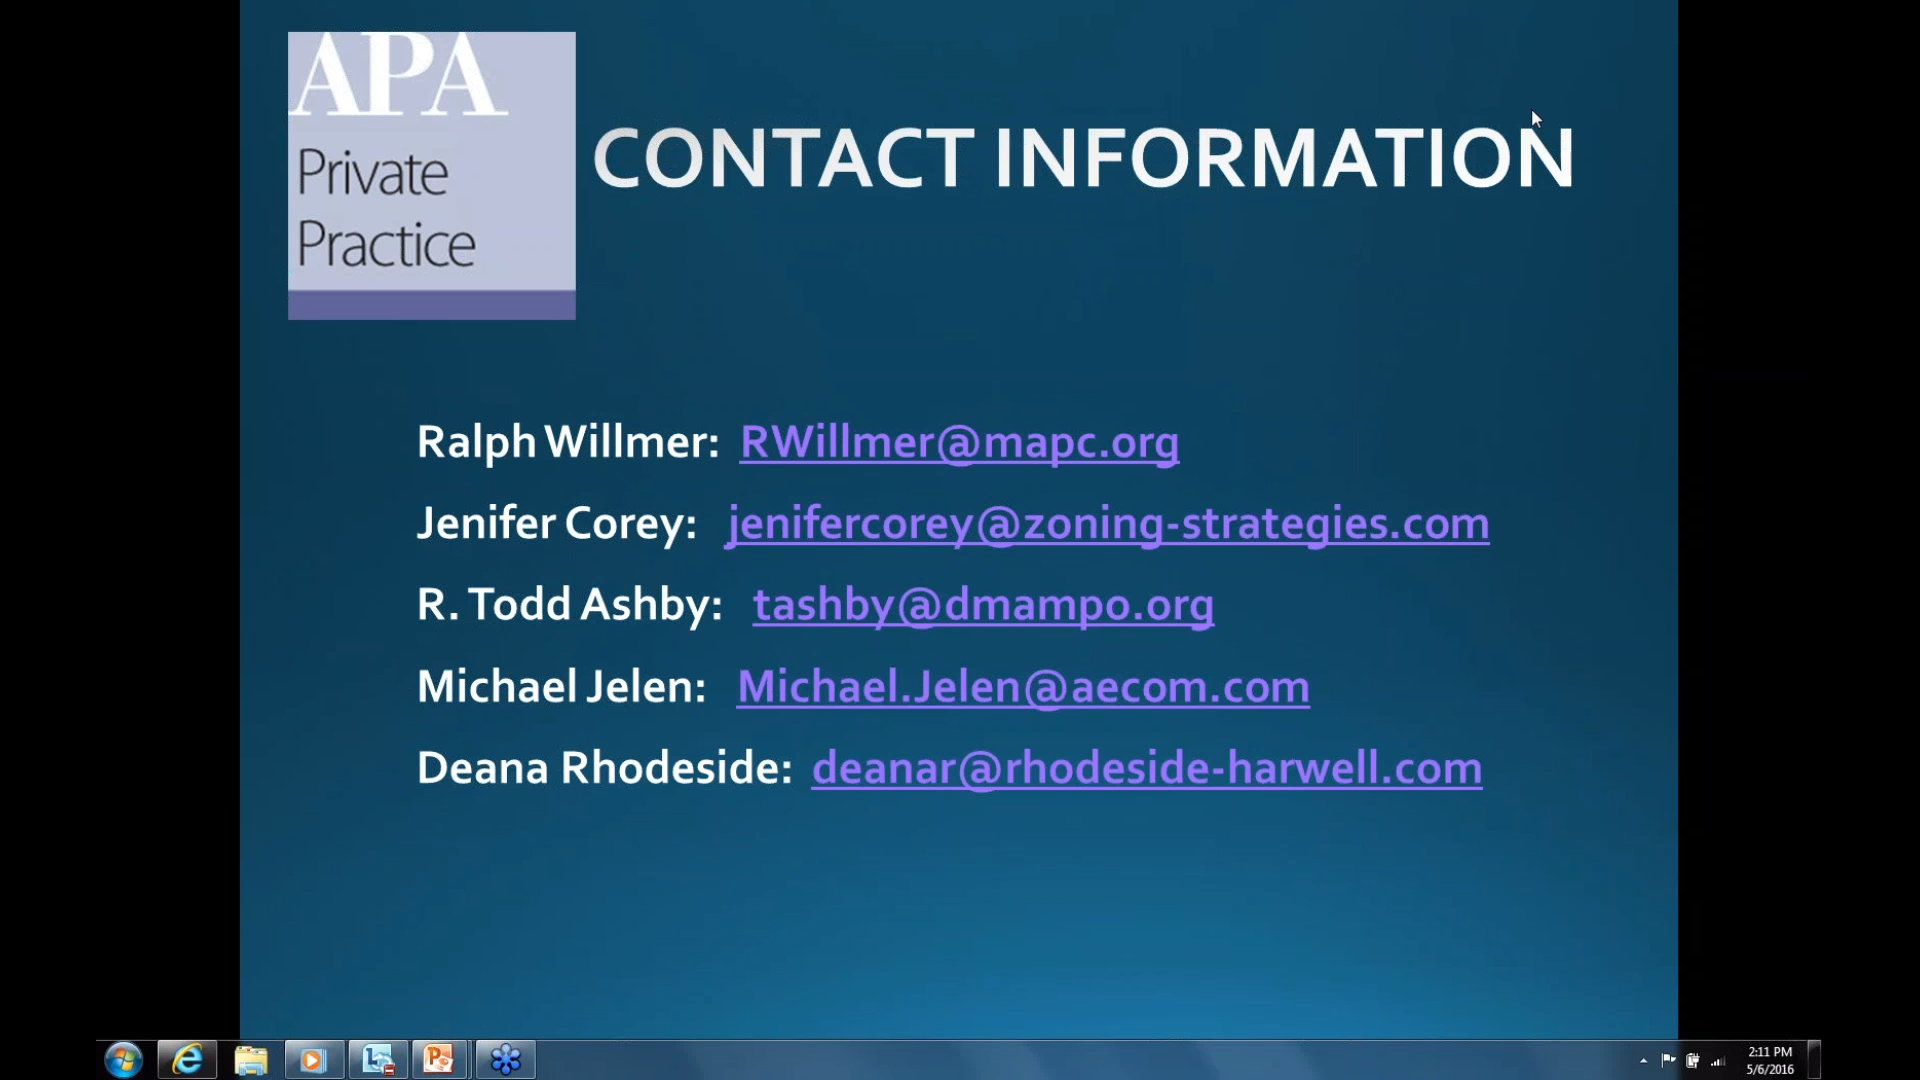 APA
Private
Practice
CONTACT INFORMATION
Ralph Willmer: RWillmer@mapc.org
Jenifer Corey: jenifercorey@zoning-strategies.com
R. Todd Ashby: tashby@dmampo.org
Michael Jelen: Michael.Jelen@aecom.com
Deana Rhodeside: deanar@rhodeside-harwell.com
2:11 PM
5/6/2016